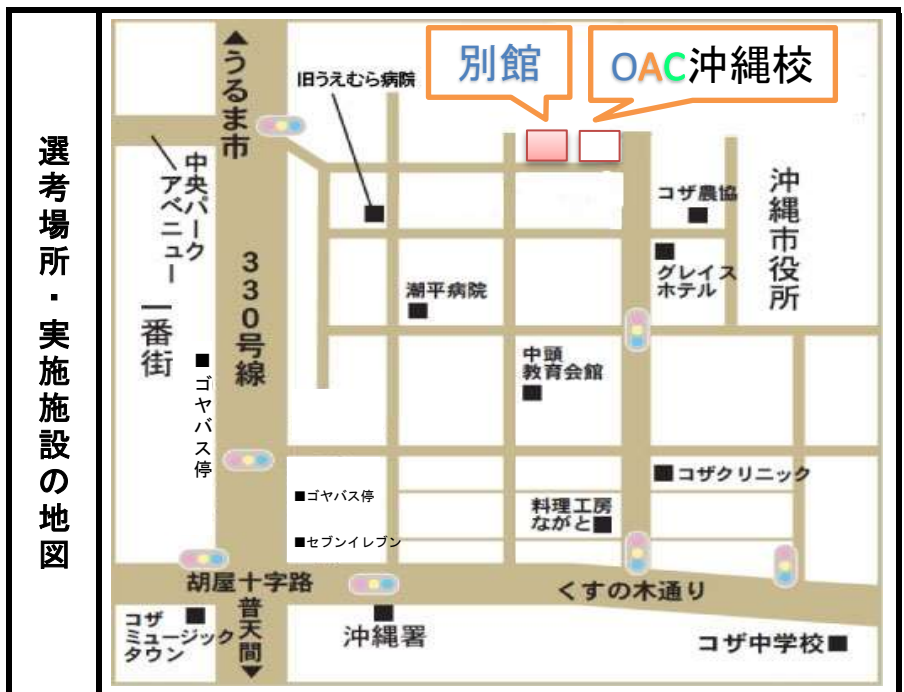 選考場所・実施施設の地図
別館
OAC沖縄校
▲うるま市
旧うえむら病院
中央パーク
アベニュー
コザ農協
沖縄市役所
グレイス
ホテル
330号線
潮平病院
一番街
■ゴヤバス停
中頭
教育会館
■コザクリニック
■ゴヤバス停
料理工房
ながと■
■セブンイレブン
胡屋十字路
くすの木通り
コザ
ミュージック
タウン
普天間▼
沖縄署
コザ中学校■